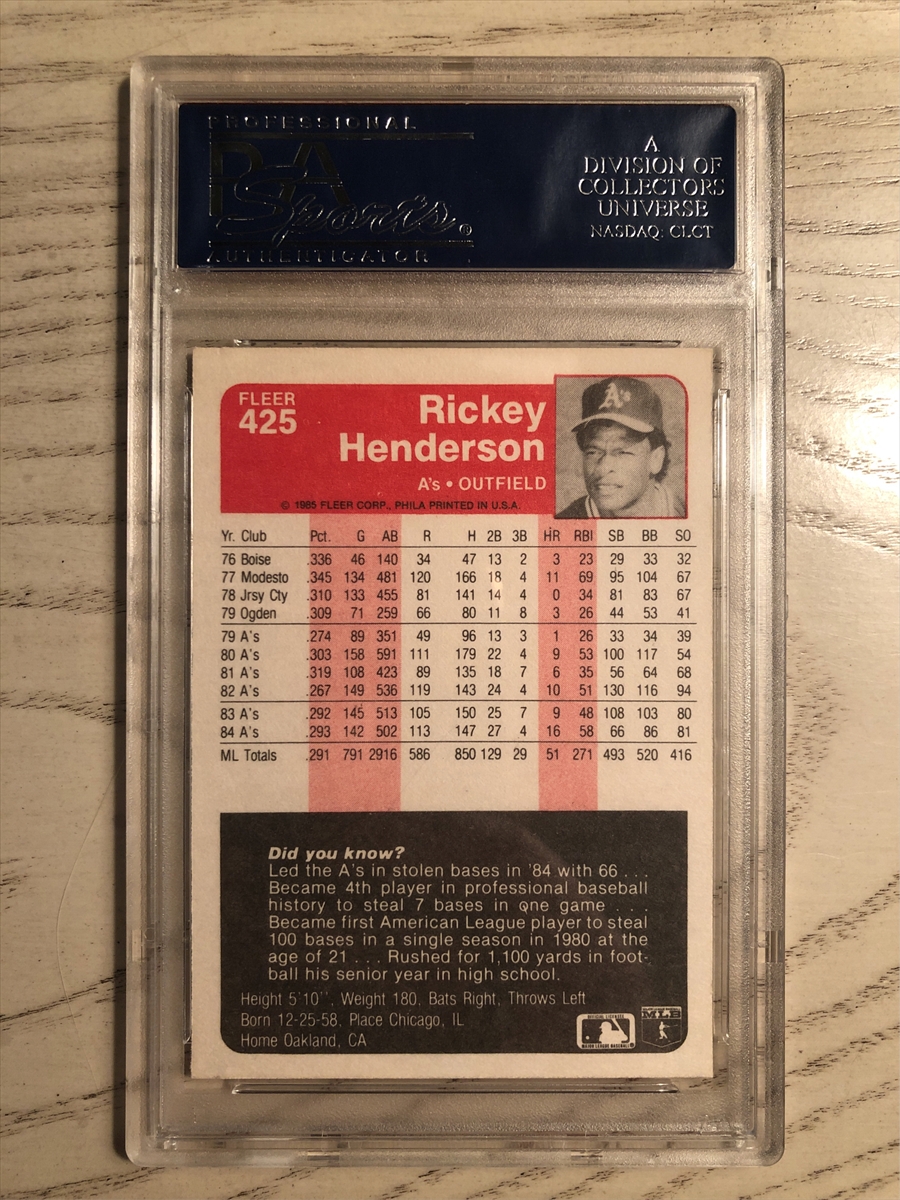 PROFESSIONAL
PSA
Sports®
AUTHENTICATOR
A
DIVISION OF
COLLECTORS
UNIVERSE
NASDAQ: CLCT
FLEER
425
Rickey
Henderson
A's • OUTFIELD
© 1985 FLEER CORP., PHILA PRINTED IN U.S.A.
A's
Yr. Club Pct. G AB R H 2B 3B HR RBI SB BB SO
76 Boise .336 46 140 34 47 13 2 3 23 29 33 32
77 Modesto .345 134 481 120 166 18 4 11 69 95 104 67
78 Jrsy Cty .310 133 455 81 141 14 4 0 34 81 83 67
79 Ogden .309 71 259 66 80 11 8 3 26 44 53 41
79 A's .274 89 351 49 96 13 3 1 26 33 34 39
80 A's .303 158 591 111 179 22 4 9 53 100 117 54
81 A's .319 108 423 89 135 18 7 6 35 56 64 68
82 A's .267 149 536 119 143 24 4 10 51 130 116 94
83 A's .292 145 513 105 150 25 7 9 48 108 103 80
84 A's .293 142 502 113 147 27 4 16 58 66 86 81
ML Totals .291 791 2916 586 850 129 29 51 271 493 520 416
Did you know?
Led the A's in stolen bases in '84 with 66 . . .
Became 4th player in professional baseball
history to steal 7 bases in one game . . .
Became first American League player to steal
100 bases in a single season in 1980 at the
age of 21 . . . Rushed for 1,100 yards in foot-
ball his senior year in high school.
Height 5'10'', Weight 180, Bats Right, Throws Left
Born 12-25-58, Place Chicago, IL
Home Oakland, CA
OFFICIAL LICENSEE
MAJOR LEAGUE BASEBALL
MLB